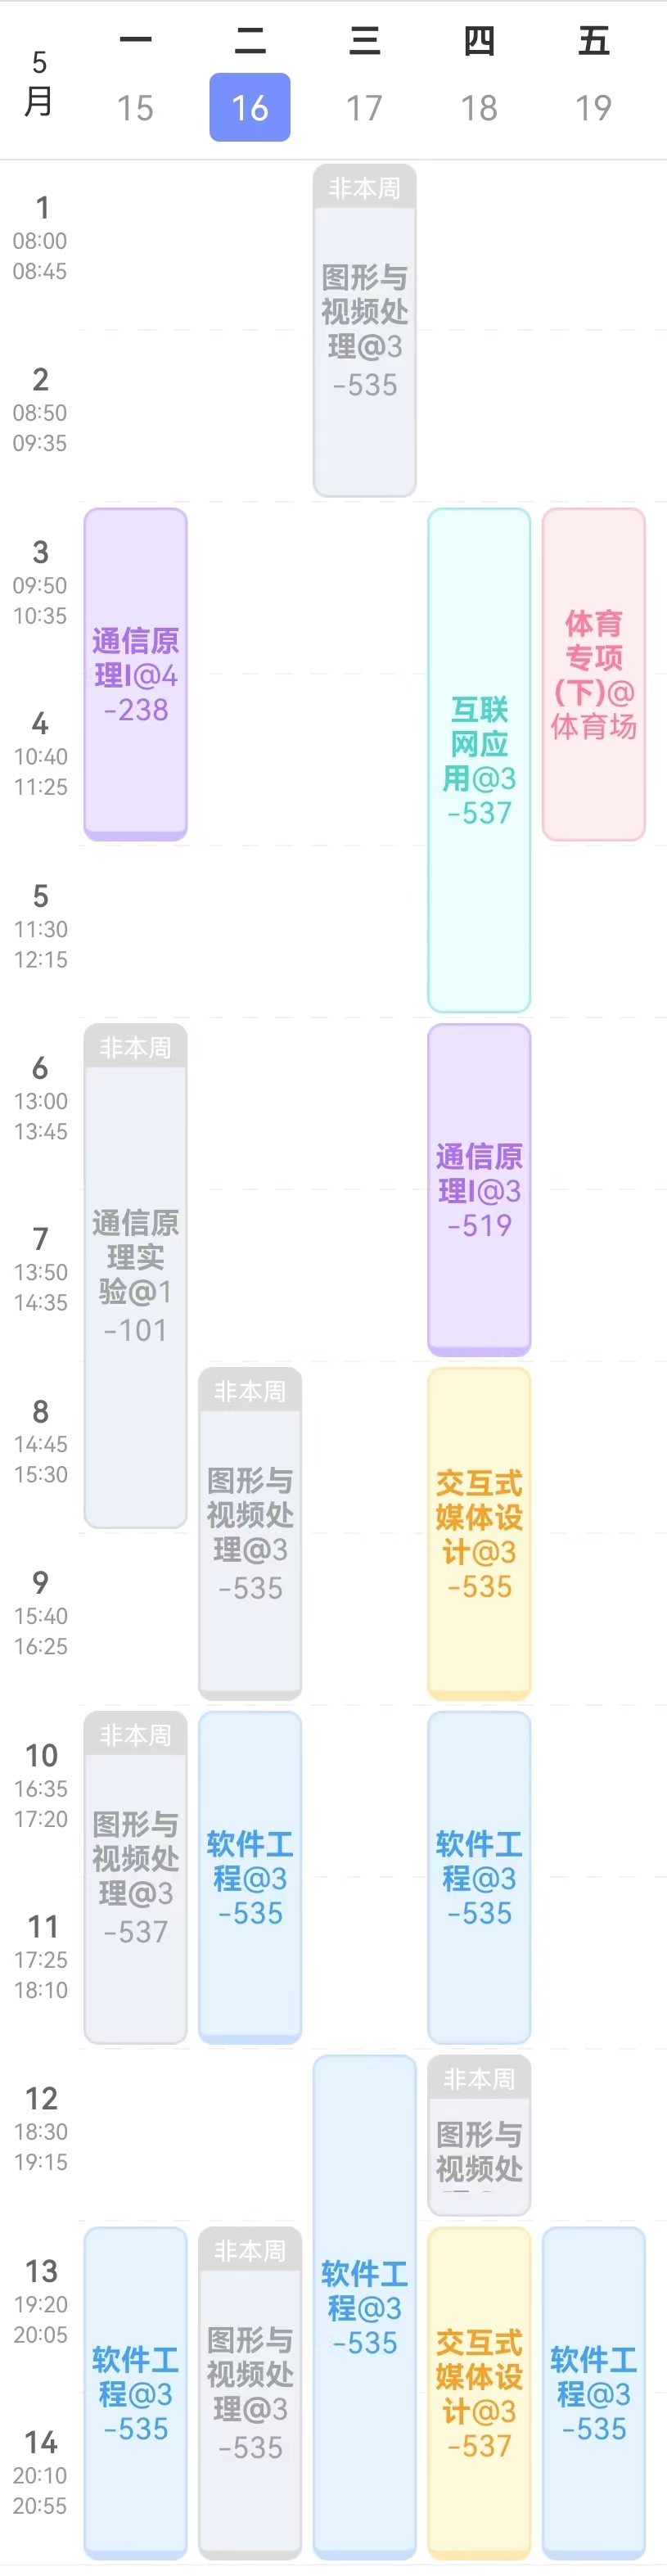 5
月
一
二
三
四
五
15
16
17
18
19
1
08:00
08:45
非本周
图形与
视频处
理@3
-535
2
08:50
09:35
3
09:50
10:35
通信原
理I@4
-238
互联
网应
用@3
-537
体育
专项
(下)@
体育场
4
10:40
11:25
5
11:30
12:15
6
13:00
13:45
非本周
通信原
理实
验@1
-101
通信原
理I@3
-519
7
13:50
14:35
8
14:45
15:30
非本周
图形与
视频处
理@3
-535
交互式
媒体设
计@3
-535
9
15:40
16:25
10
16:35
17:20
非本周
图形与
视频处
理@3
-537
软件工
程@3
-535
软件工
程@3
-535
11
17:25
18:10
12
18:30
19:15
非本周
图形与
视频处
13
19:20
20:05
软件工
程@3
-535
非本周
图形与
视频处
理@3
-535
软件工
程@3
-535
交互式
媒体设
计@3
-537
软件工
程@3
-535
14
20:10
20:55